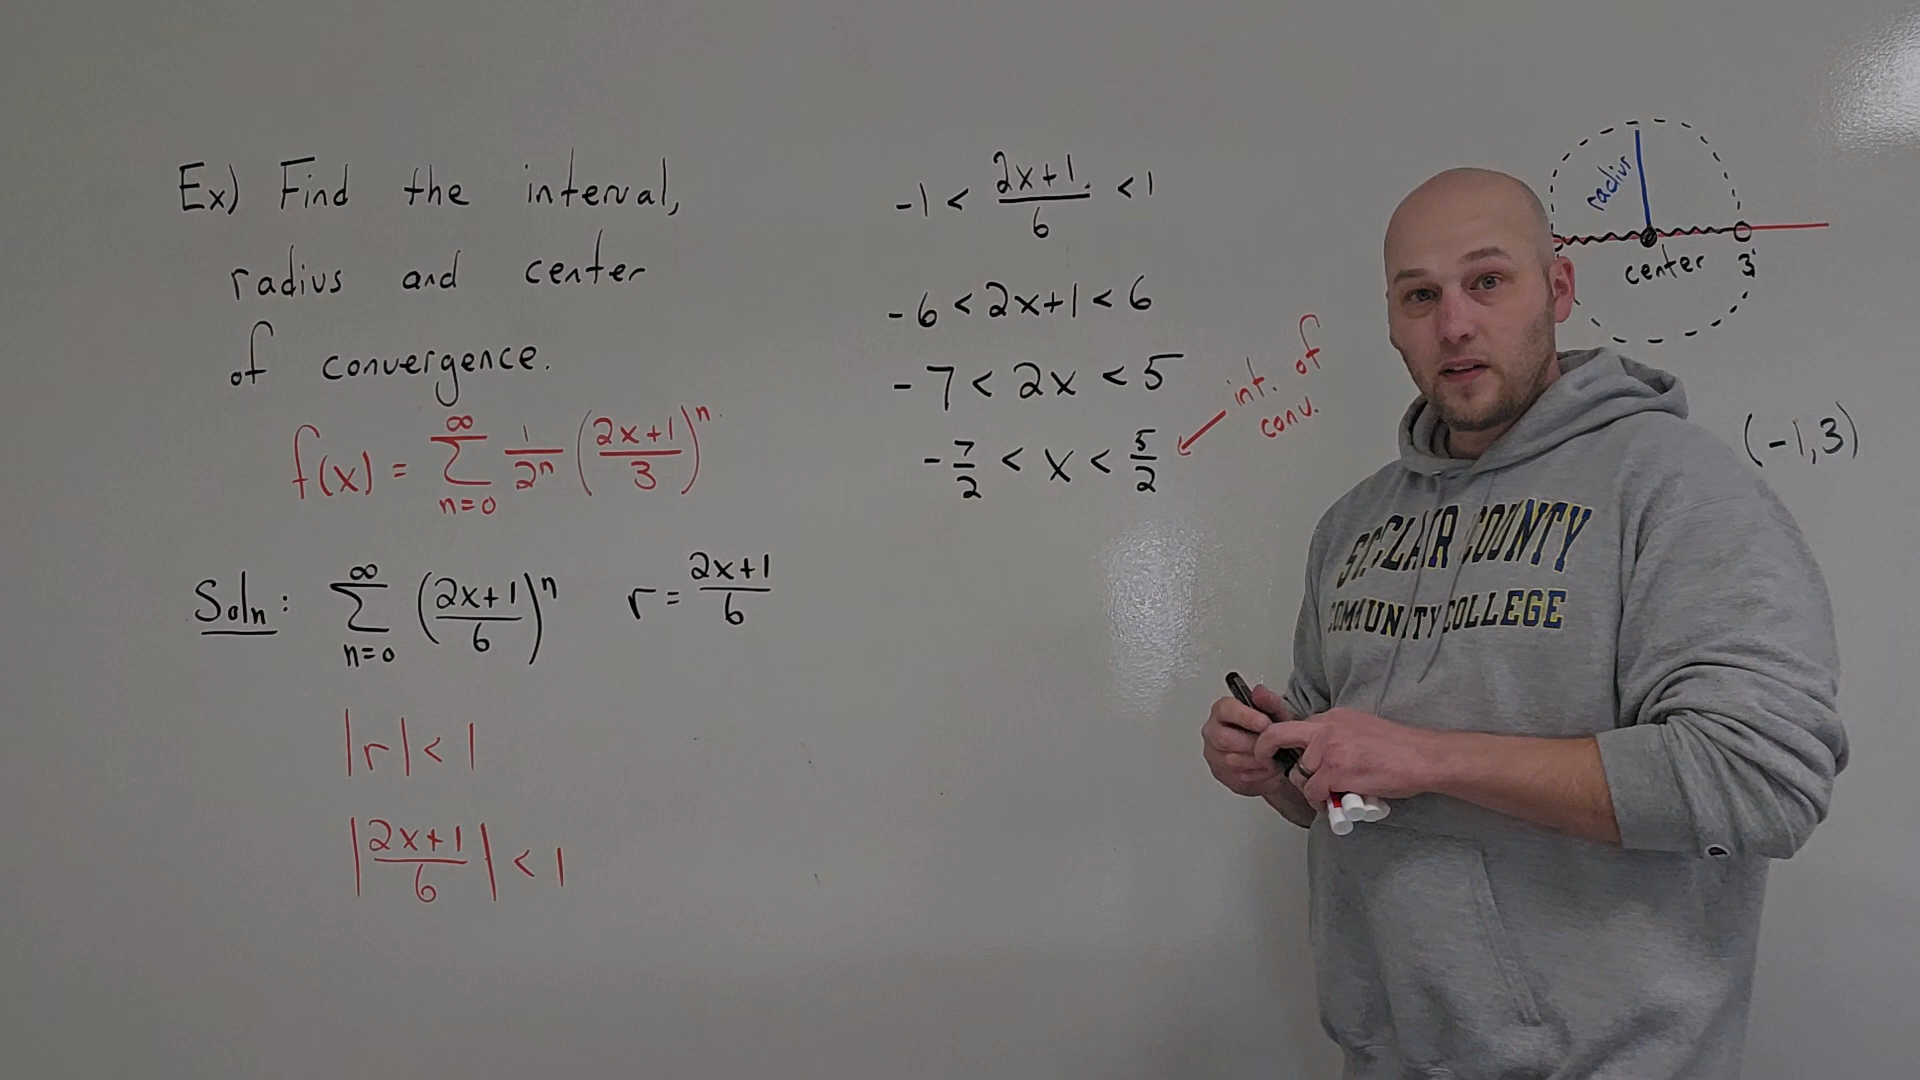 Ex) Find the interval,
radius and center
of convergence.
f(x) = ∑_{n=0}^{∞} 1/2ⁿ ((2x+1)/3)ⁿ
Soln: ∑_{n=0}^{∞} ((2x+1)/6)ⁿ r = (2x+1)/6
|r| < 1
|(2x+1)/6| < 1
-1 < (2x+1)/6 < 1
-6 < 2x+1 < 6
-7 < 2x < 5
-7/2 < x < 5/2
int. of
conv.
radius
center 3
(-1,3)
ST. CLAIR COUNTY
COMMUNITY COLLEGE